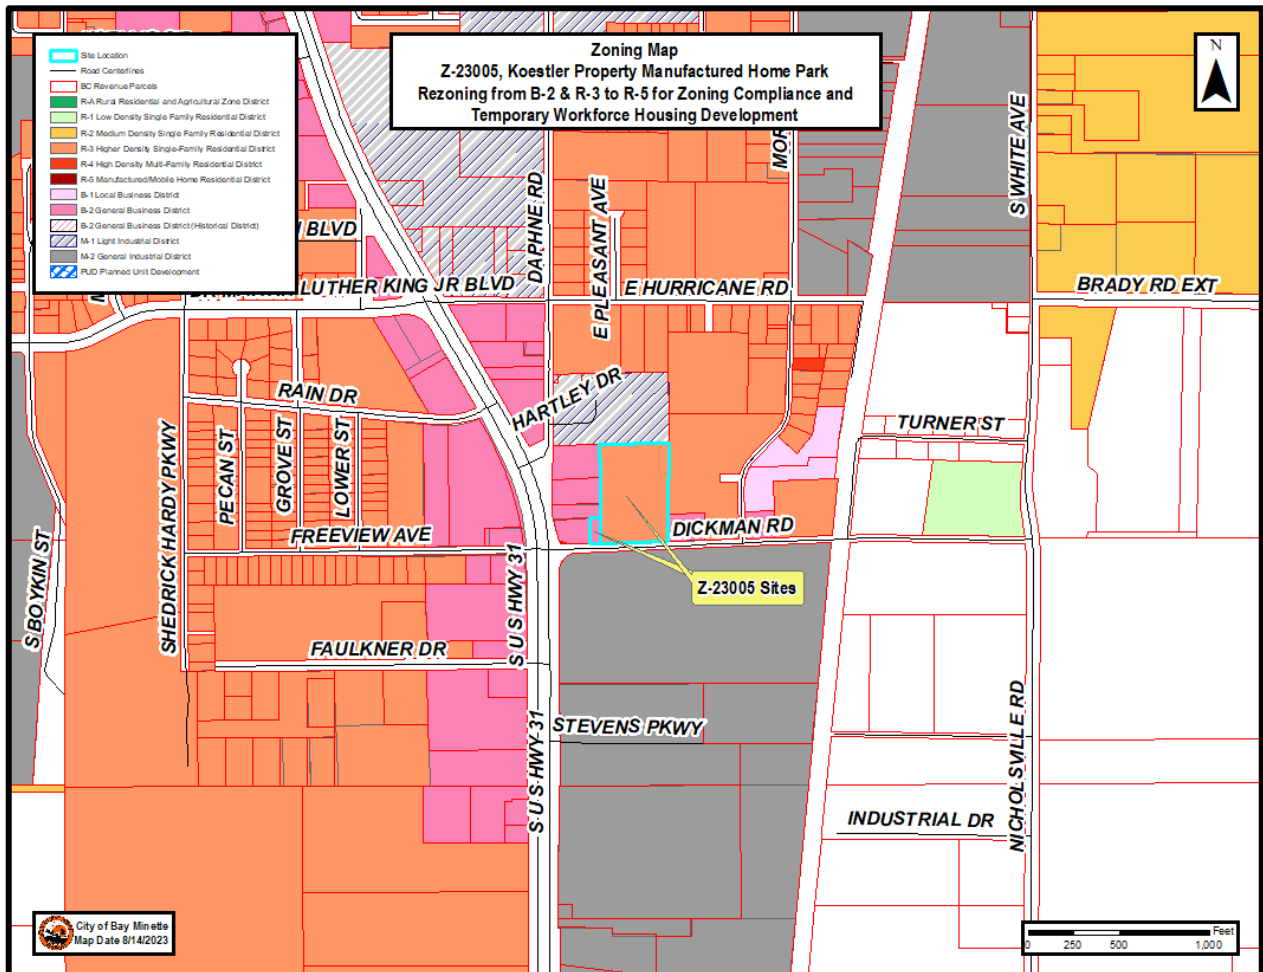 Zoning Map
Z-23005, Koestler Property Manufactured Home Park
Rezoning from B-2 & R-3 to R-5 for Zoning Compliance and
Temporary Workforce Housing Development
N
Site Location
Road Centerlines
BC Revenue Parcels
R-A Rural Residential and Agricultural Zone District
R-1 Low Density Single Family Residential District
R-2 Medium Density Single Family Residential District
R-3 Higher Density Single-Family Residential District
R-4 High Density Multi-Family Residential District
R-5 Manufactured/Mobile Home Residential District
B-1 Local Business District
B-2 General Business District
B-2 General Business District (Historical District)
M-1 Light Industrial District
M-2 General Industrial District
PUD Planned Unit Development
BLVD
LUTHER KING JR BLVD
DAPHNE RD
E PLEASANT AVE
MOR
S WHITE AVE
E HURRICANE RD
BRADY RD EXT
HARTLEY DR
RAIN DR
TURNER ST
SHEDRICK HARDY PKWY
PECAN ST
GROVE ST
LOWER ST
FREEVIEW AVE
DICKMAN RD
S BOYKIN ST
S U S HWY 31
Z-23005 Sites
FAULKNER DR
STEVENS PKWY
S U S HWY 31
NICHOLSVILLE RD
INDUSTRIAL DR
City of Bay Minette
Map Date 8/14/2023
Feet
0 250 500 1,000